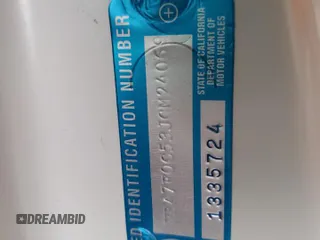 ED IDENTIFICATION NUMBER
STATE OF CALIFORNIA
DEPARTMENT OF
MOTOR VEHICLES
1335724
DREAMBID